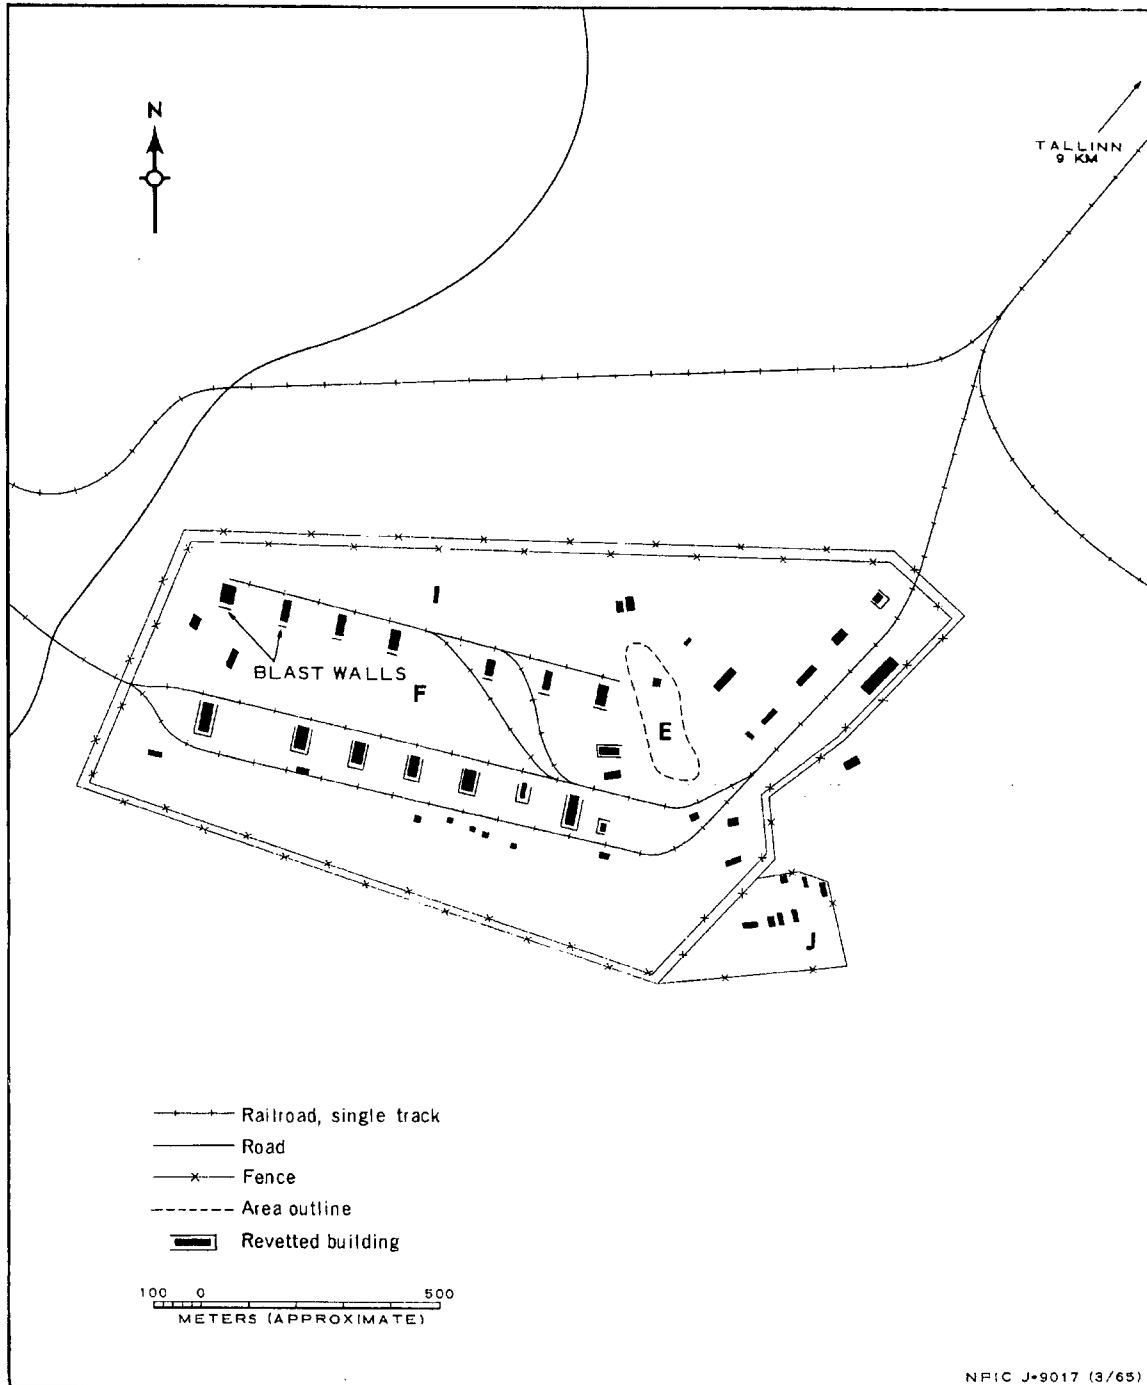 N
TALLINN
9 KM
BLAST WALLS
F
E
J
Railroad, single track
Road
Fence
Area outline
Revetted building
100 0 500
METERS (APPROXIMATE)
NPIC J-9017 (3/65)